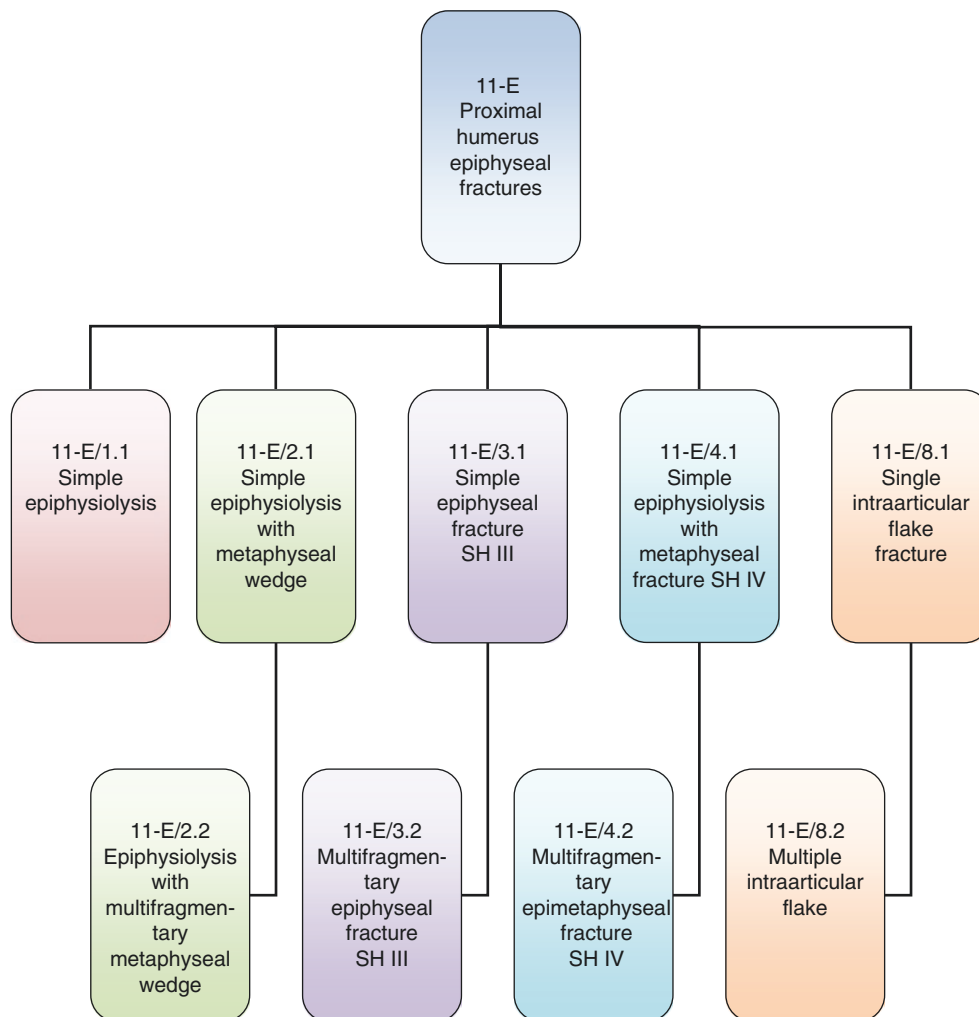 11-E
Proximal
humerus
epiphyseal
fractures
11-E/1.1
Simple
epiphysiolysis
11-E/2.1
Simple
epiphysiolysis
with
metaphyseal
wedge
11-E/3.1
Simple
epiphyseal
fracture
SH III
11-E/4.1
Simple
epiphysiolysis
with
metaphyseal
fracture SH IV
11-E/8.1
Single
intraarticular
flake
fracture
11-E/2.2
Epiphysiolysis
with
multifragmen-
tary
metaphyseal
wedge
11-E/3.2
Multifragmen-
tary
epiphyseal
fracture
SH III
11-E/4.2
Multifragmen-
tary
epimetaphyseal
fracture
SH IV
11-E/8.2
Multiple
intraarticular
flake